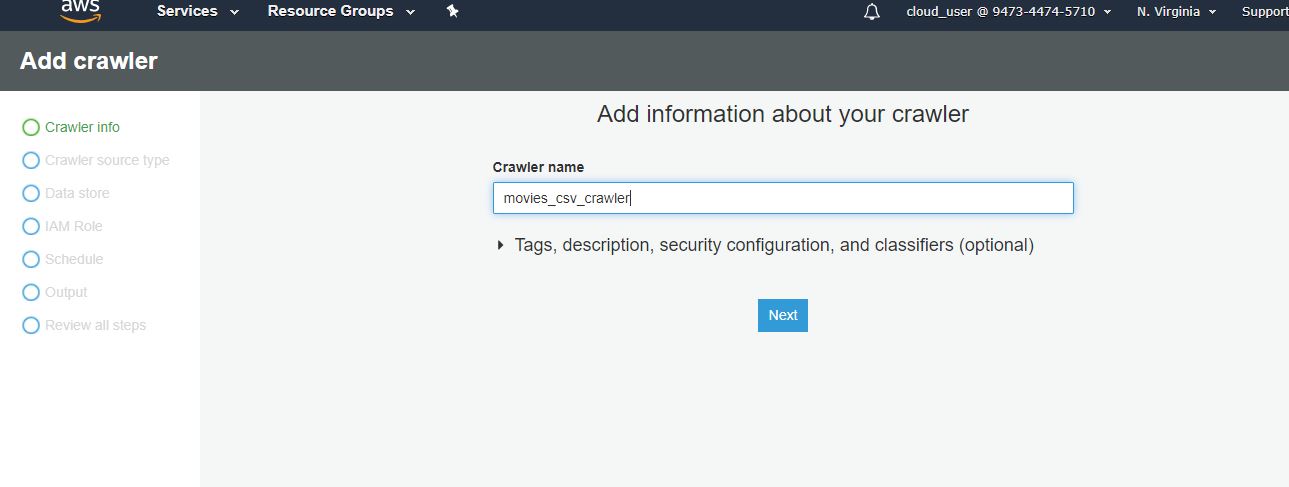 aws Services Resource Groups cloud_user @ 9473-4474-5710 N. Virginia Support
Add crawler
Crawler info
Crawler source type
Data store
IAM Role
Schedule
Output
Review all steps
Add information about your crawler
Crawler name
movies_csv_crawler
Tags, description, security configuration, and classifiers (optional)
Next